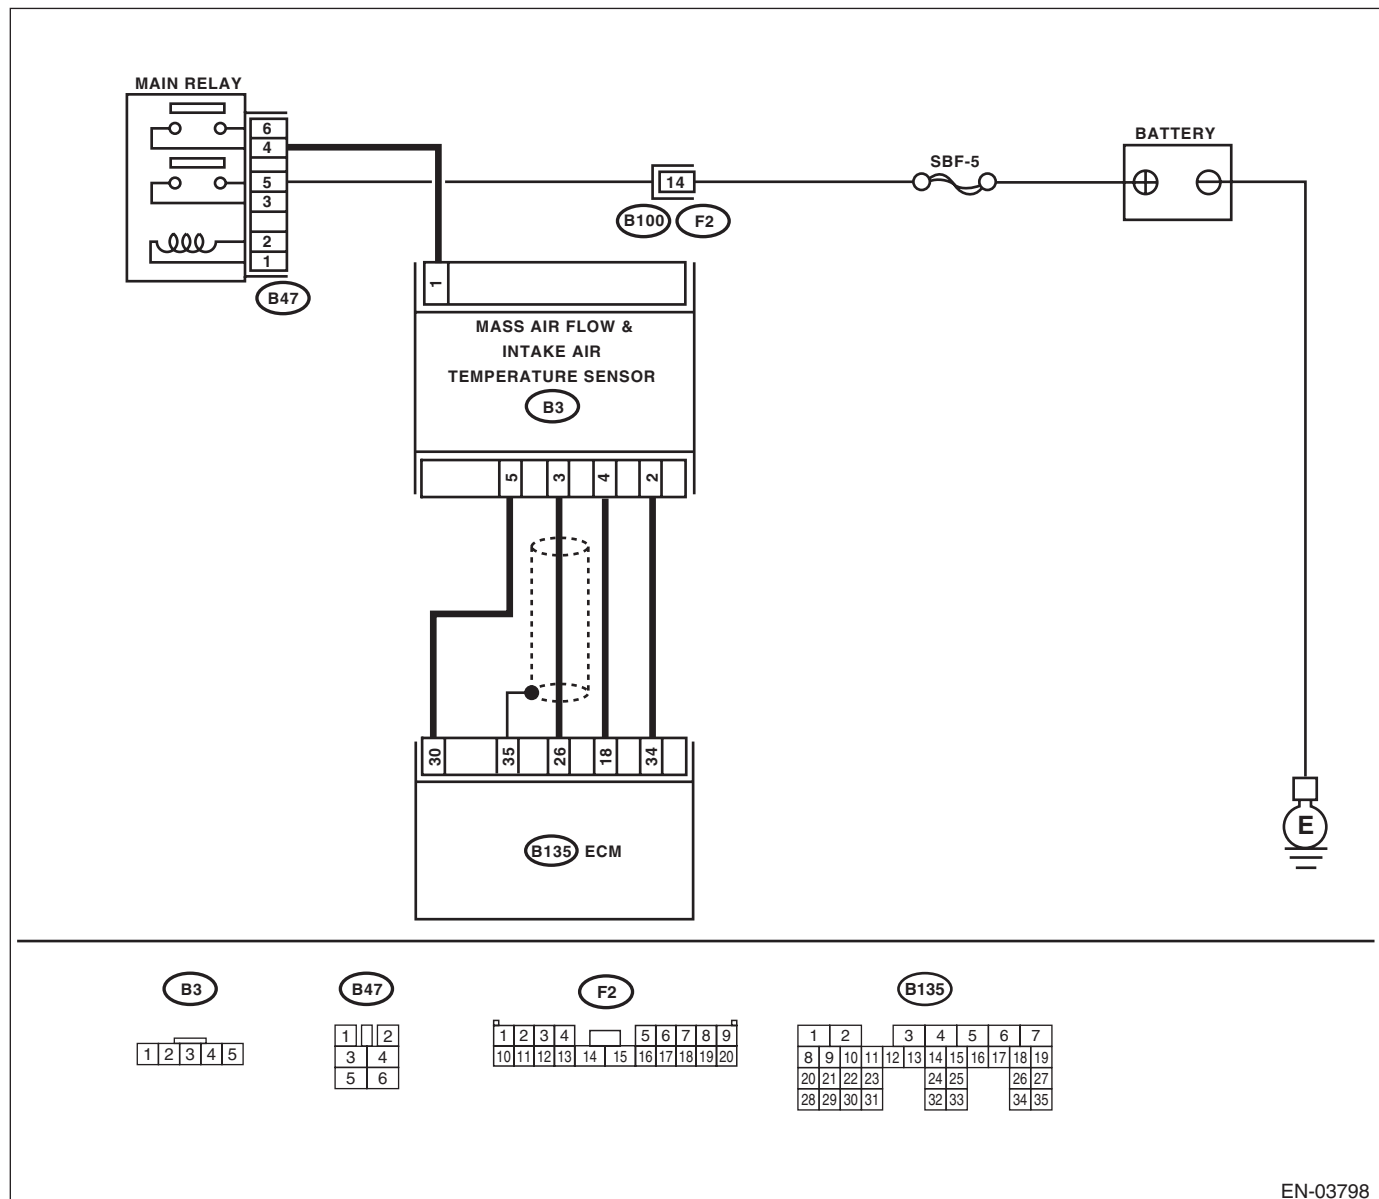 MAIN RELAY
6
4
5
3
2
1
B47
14
B100 F2
SBF-5
BATTERY
1
MASS AIR FLOW &
INTAKE AIR
TEMPERATURE SENSOR
B3
5 3 4 2
30 35 26 18 34
B135 ECM
E
B3
1 2 3 4 5
B47
1 2
3 4
5 6
F2
1 2 3 4 5 6 7 8 9
10 11 12 13 14 15 16 17 18 19 20
B135
1 2 3 4 5 6 7
8 9 10 11 12 13 14 15 16 17 18 19
20 21 22 23 24 25 26 27
28 29 30 31 32 33 34 35
EN-03798